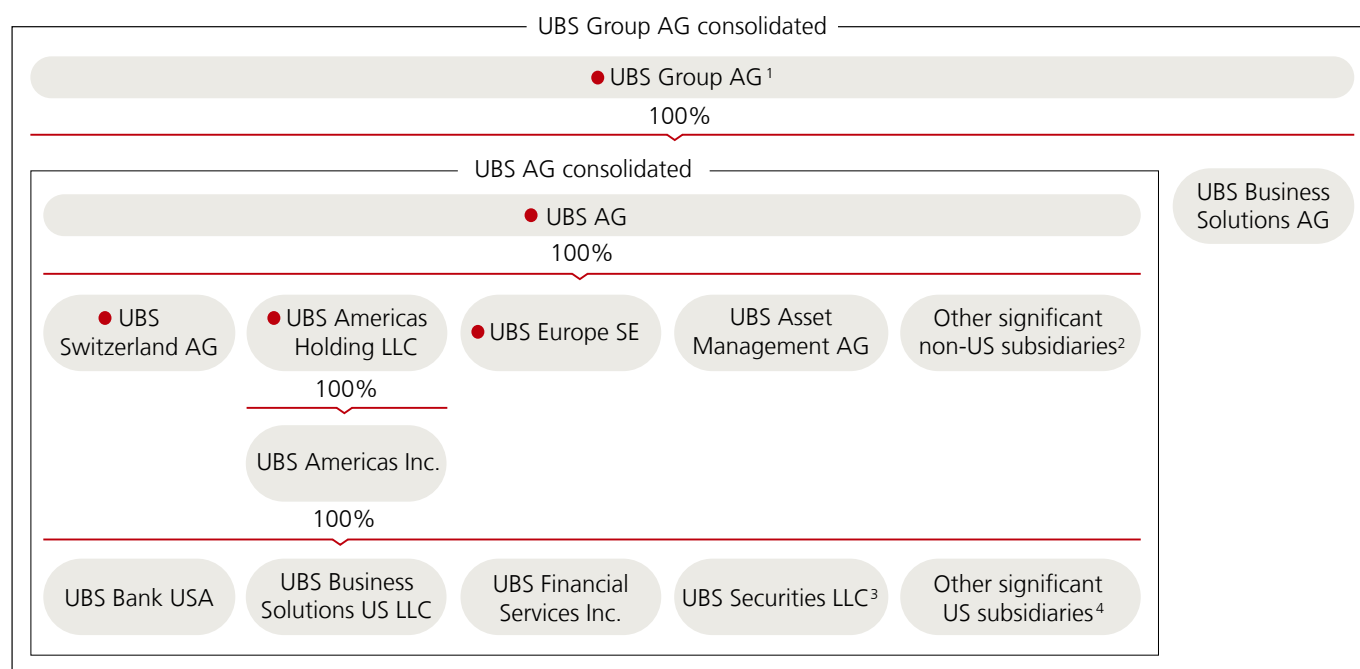 UBS Group AG consolidated
UBS Group AG¹
100%
UBS AG consolidated
UBS Business
Solutions AG
UBS AG
100%
UBS
Switzerland AG
UBS Americas
Holding LLC
UBS Europe SE
UBS Asset
Management AG
Other significant
non-US subsidiaries²
100%
UBS Americas Inc.
100%
UBS Bank USA
UBS Business
Solutions US LLC
UBS Financial
Services Inc.
UBS Securities LLC³
Other significant
US subsidiaries⁴